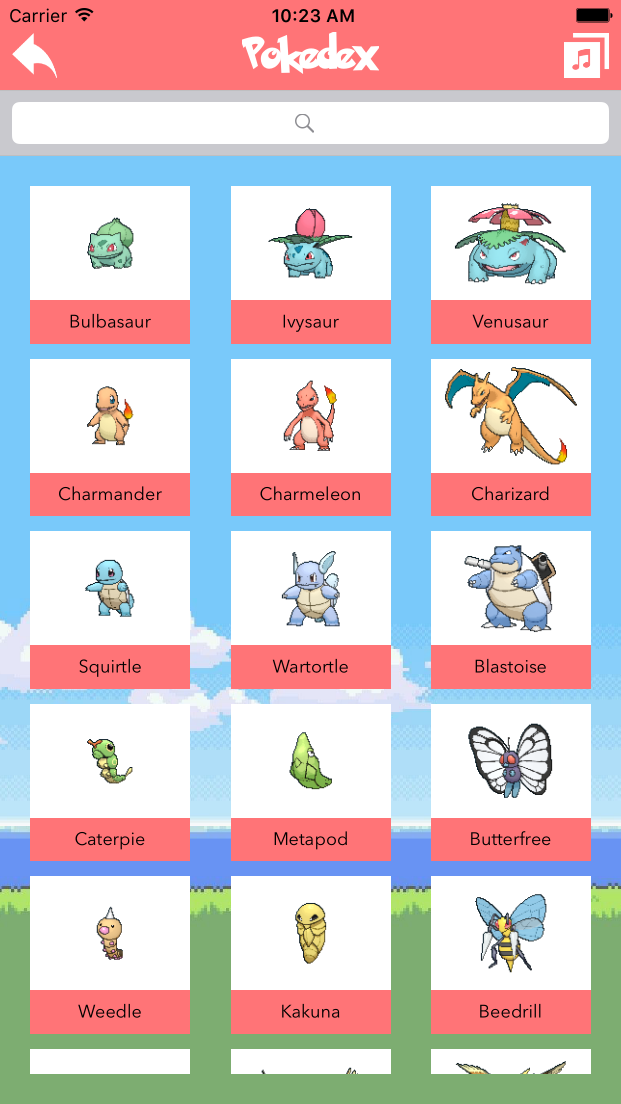 Carrier 10:23 AM
Pokedex
Bulbasaur Ivysaur Venusaur
Charmander Charmeleon Charizard
Squirtle Wartortle Blastoise
Caterpie Metapod Butterfree
Weedle Kakuna Beedrill